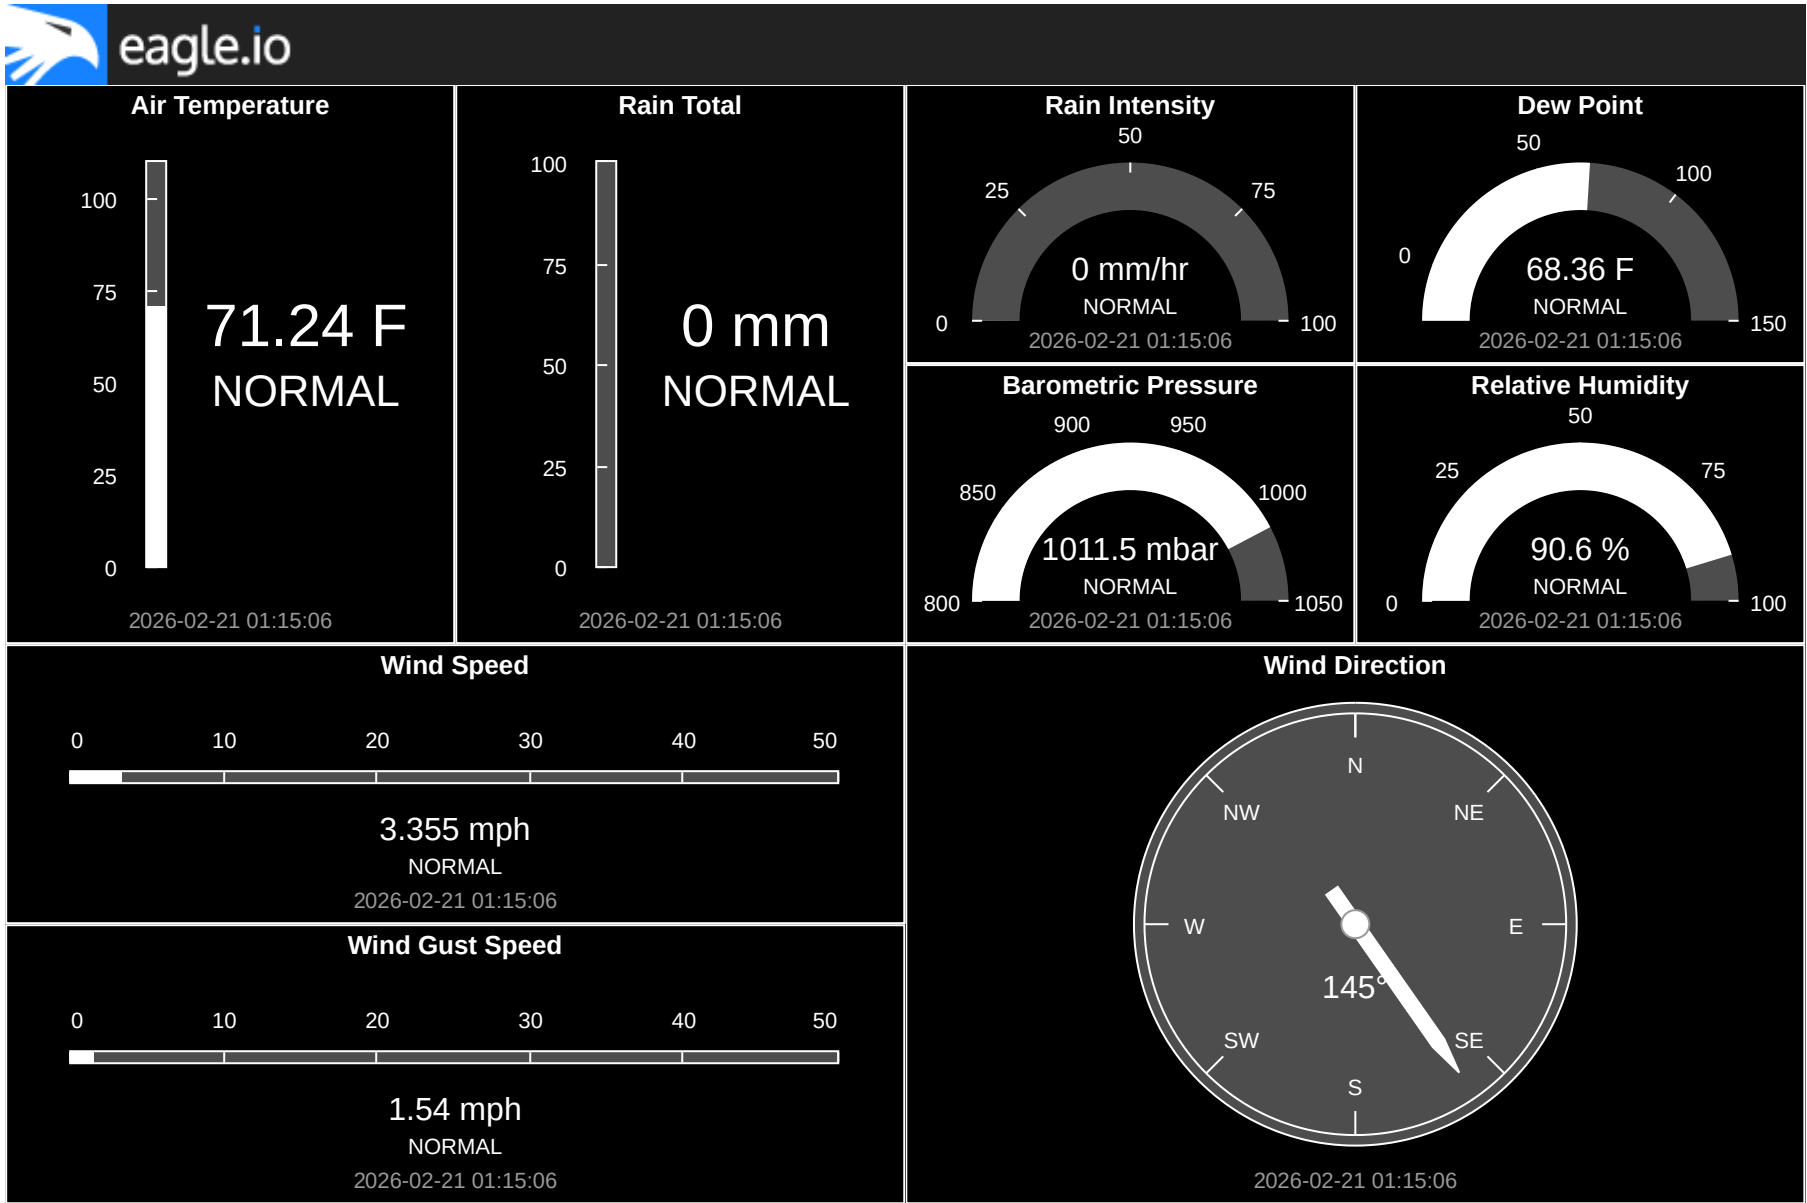 eagle.io
Air Temperature
100
75
50
25
0
71.24 F
NORMAL
2026-02-21 01:15:06
Rain Total
100
75
50
25
0
0 mm
NORMAL
2026-02-21 01:15:06
Rain Intensity
0
25
50
75
100
0 mm/hr
NORMAL
2026-02-21 01:15:06
Dew Point
0
50
100
150
68.36 F
NORMAL
2026-02-21 01:15:06
Barometric Pressure
800
850
900
950
1000
1050
1011.5 mbar
NORMAL
2026-02-21 01:15:06
Relative Humidity
0
25
50
75
100
90.6 %
NORMAL
2026-02-21 01:15:06
Wind Speed
0 10 20 30 40 50
3.355 mph
NORMAL
2026-02-21 01:15:06
Wind Gust Speed
0 10 20 30 40 50
1.54 mph
NORMAL
2026-02-21 01:15:06
Wind Direction
N
NW NE
W E
145°
SW SE
S
2026-02-21 01:15:06